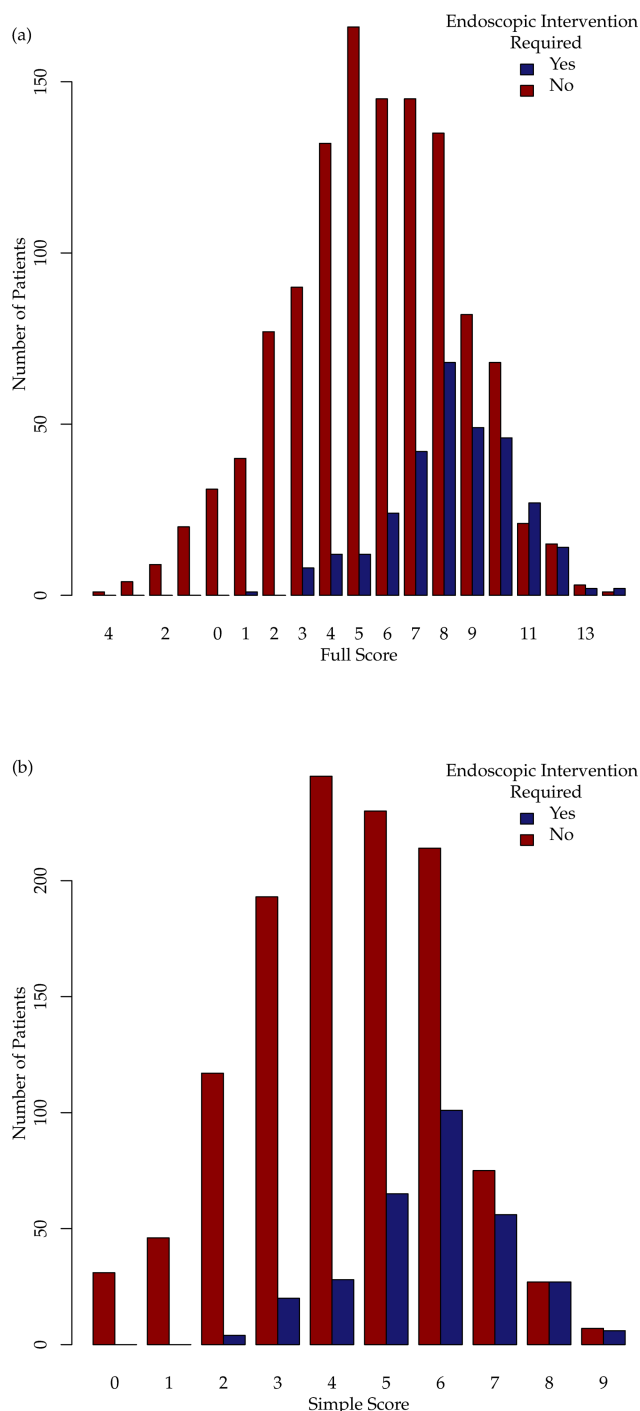 (a)
Endoscopic Intervention
Required
Yes
No
Number of Patients
150
100
50
0
4 2 0 1 2 3 4 5 6 7 8 9 11 13
Full Score
(b)
Endoscopic Intervention
Required
Yes
No
Number of Patients
200
150
100
50
0
0 1 2 3 4 5 6 7 8 9
Simple Score